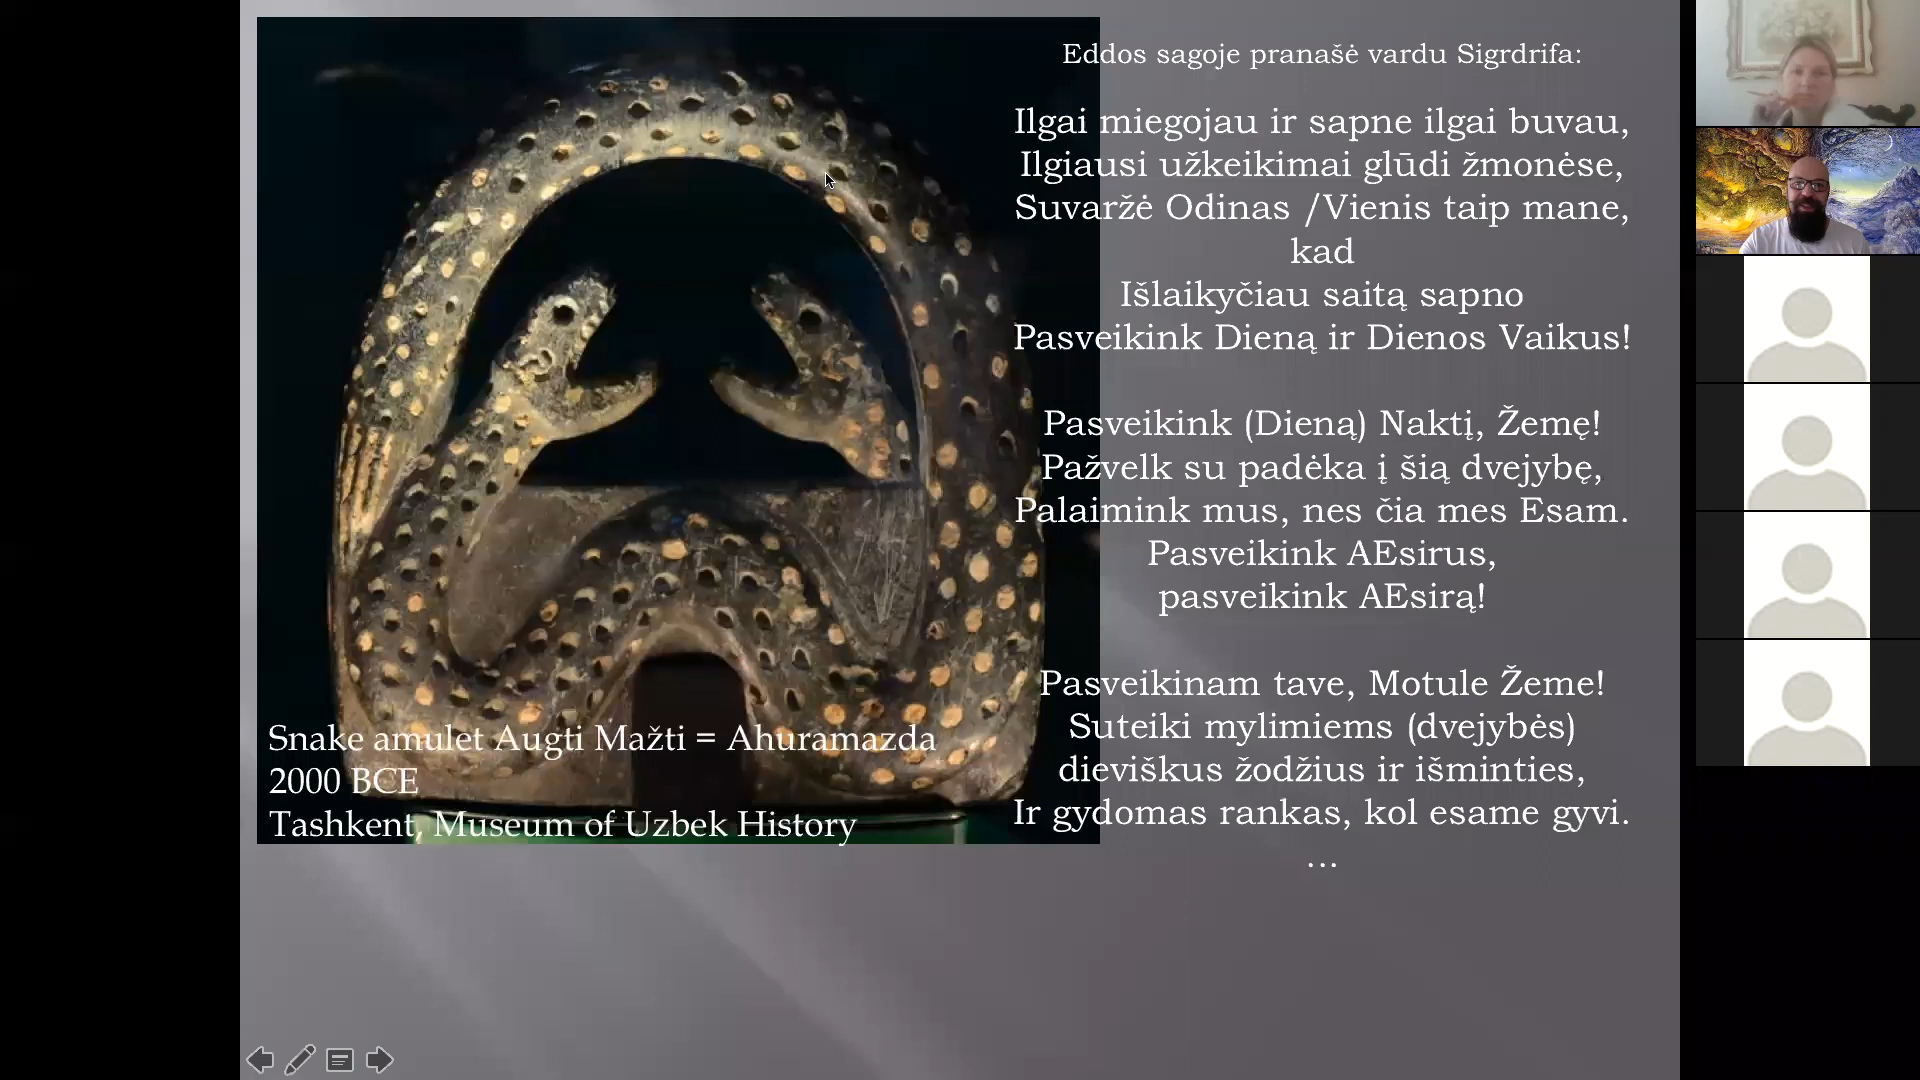 Eddos sagoje pranašė vardu Sigrdrifa:
Ilgai miegojau ir sapne ilgai buvau,
Ilgiausi užkeikimai glūdi žmonėse,
Suvaržė Odinas /Vienis taip mane,
kad
Išlaikyčiau saitą sapno
Pasveikink Dieną ir Dienos Vaikus!
Pasveikink (Dieną) Naktį, Žemę!
Pažvelk su padėka į šią dvejybę,
Palaimink mus, nes čia mes Esam.
Pasveikink AEsirus,
pasveikink AEsirą!
Pasveikinam tave, Motule Žeme!
Suteiki mylimiems (dvejybės)
dieviškus žodžius ir išminties,
Ir gydomas rankas, kol esame gyvi.
...
Snake amulet Augti Mažti = Ahuramazda
2000 BCE
Tashkent, Museum of Uzbek History